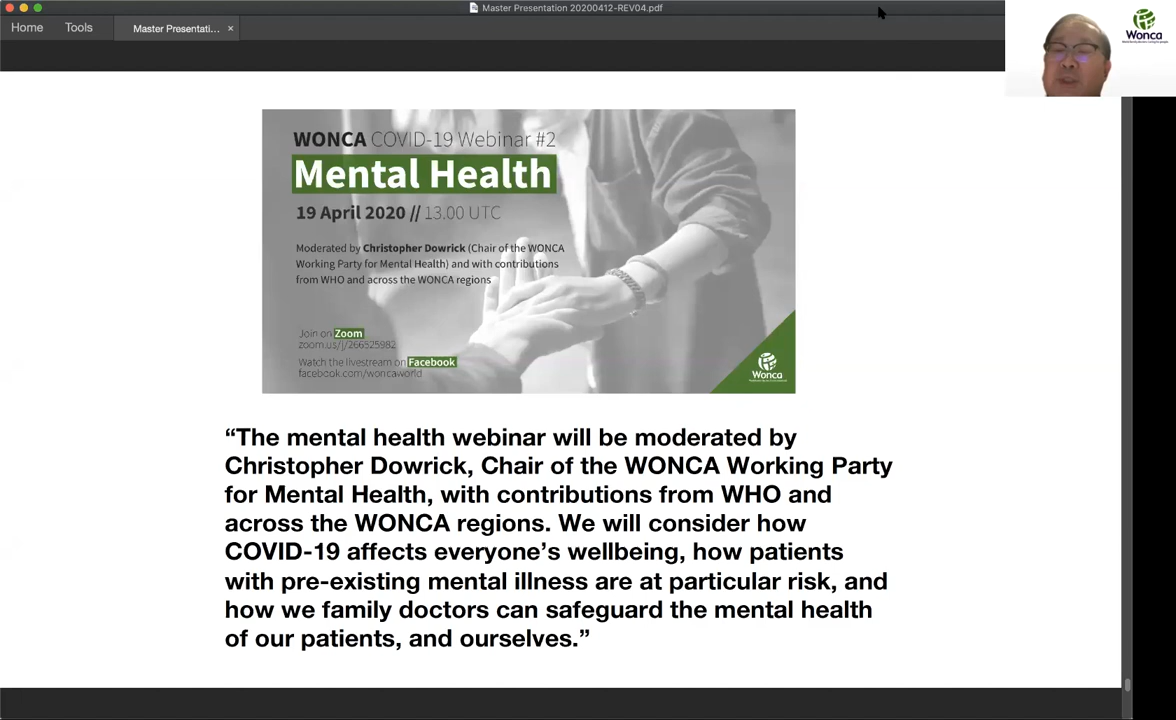 Master Presentation 20200412-REV04.pdf
Home
Tools
Master Presentati...
×
Wonca
WONCA COVID-19 Webinar #2
Mental Health
19 April 2020 // 13.00 UTC
Moderated by Christopher Dowrick (Chair of the WONCA
Working Party for Mental Health) and with contributions
from WHO and across the WONCA regions
Join on Zoom
zoom.us/j/266525982
Watch the livestream on Facebook
facebook.com/woncaworld
Wonca
“The mental health webinar will be moderated by
Christopher Dowrick, Chair of the WONCA Working Party
for Mental Health, with contributions from WHO and
across the WONCA regions. We will consider how
COVID-19 affects everyone’s wellbeing, how patients
with pre-existing mental illness are at particular risk, and
how we family doctors can safeguard the mental health
of our patients, and ourselves.”